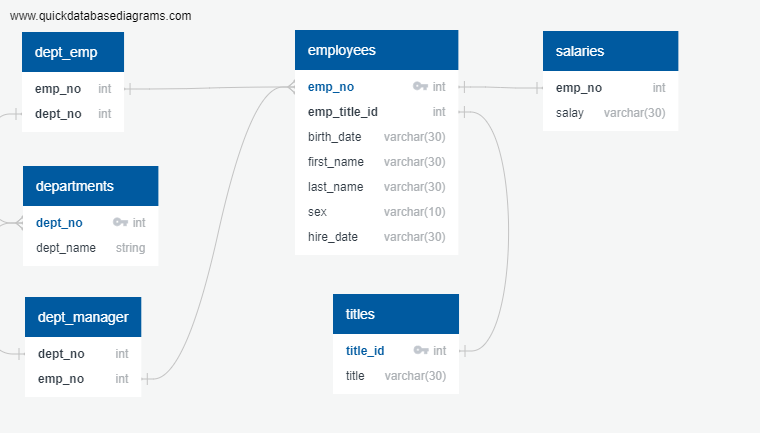 www.quickdatabasediagrams.com
dept_emp
emp_no int
dept_no int
departments
dept_no int
dept_name string
dept_manager
dept_no int
emp_no int
employees
emp_no int
emp_title_id int
birth_date varchar(30)
first_name varchar(30)
last_name varchar(30)
sex varchar(10)
hire_date varchar(30)
titles
title_id int
title varchar(30)
salaries
emp_no int
salay varchar(30)